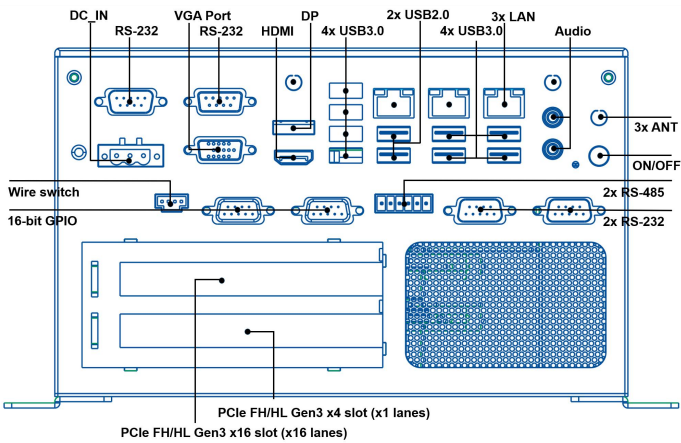 DC_IN
VGA Port
DP
2x USB2.0
3x LAN
RS-232
RS-232
HDMI
4x USB3.0
4x USB3.0
Audio
3x ANT
ON/OFF
Wire switch
2x RS-485
16-bit GPIO
2x RS-232
PCIe FH/HL Gen3 x4 slot (x1 lanes)
PCIe FH/HL Gen3 x16 slot (x16 lanes)